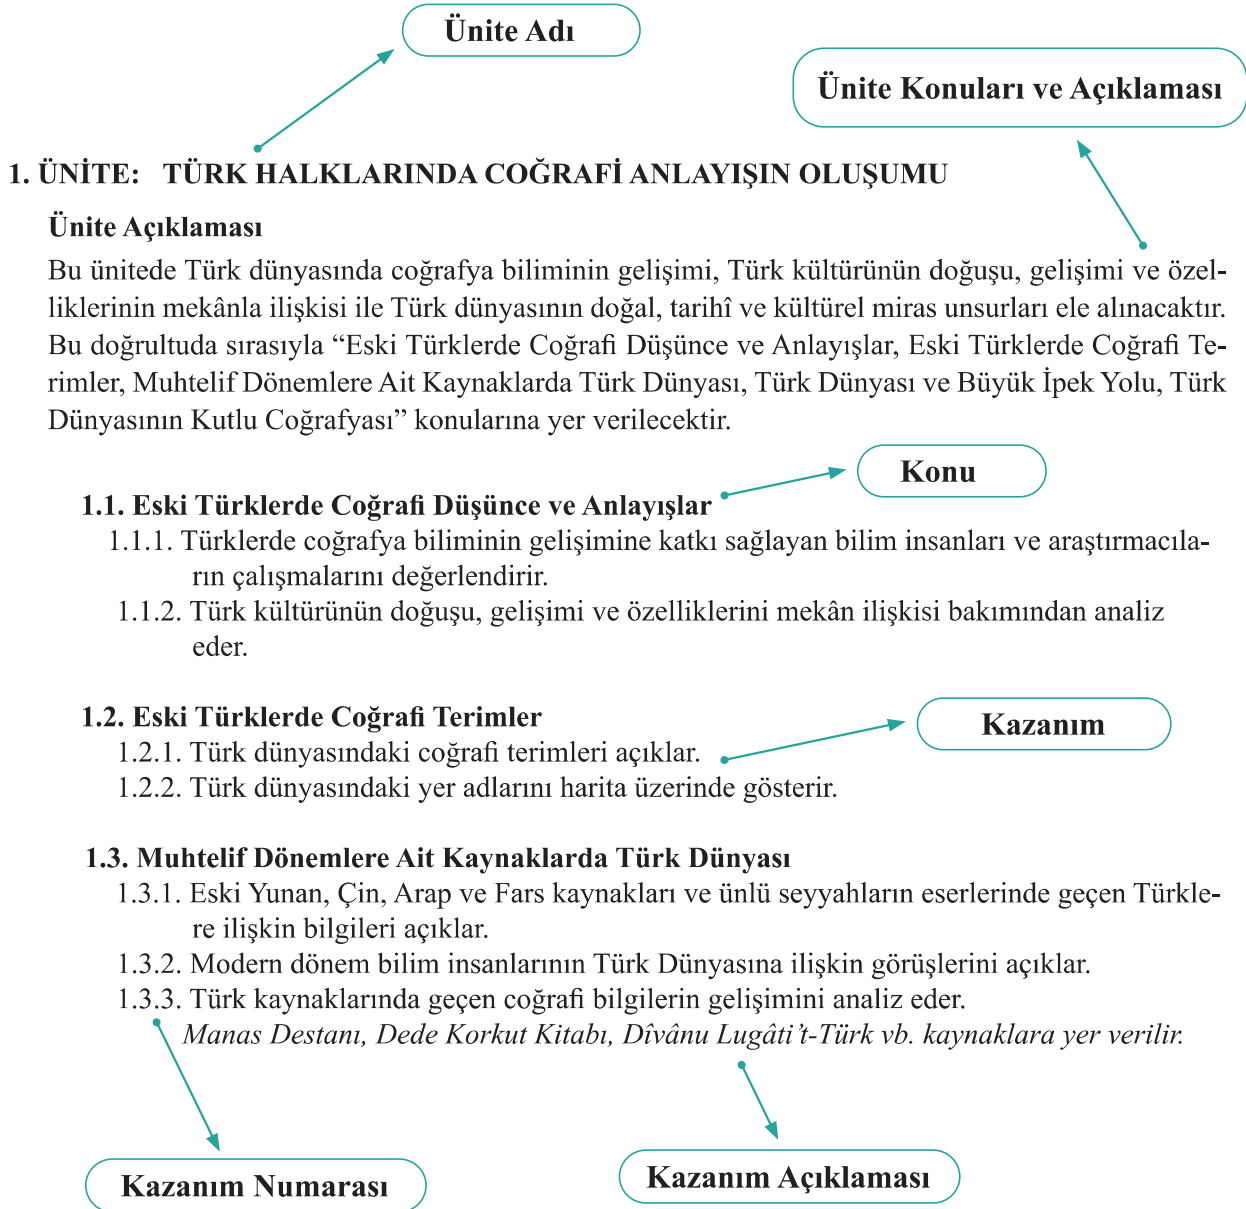 Ünite Adı
Ünite Konuları ve Açıklaması
1. ÜNİTE: TÜRK HALKLARINDA COĞRAFİ ANLAYIŞIN OLUŞUMU
Ünite Açıklaması
Bu ünitede Türk dünyasında coğrafya biliminin gelişimi, Türk kültürünün doğuşu, gelişimi ve özel-
liklerinin mekânla ilişkisi ile Türk dünyasının doğal, tarihî ve kültürel miras unsurları ele alınacaktır.
Bu doğrultuda sırasıyla “Eski Türklerde Coğrafi Düşünce ve Anlayışlar, Eski Türklerde Coğrafi Te-
rimler, Muhtelif Dönemlere Ait Kaynaklarda Türk Dünyası, Türk Dünyası ve Büyük İpek Yolu, Türk
Dünyasının Kutlu Coğrafyası” konularına yer verilecektir.
Konu
1.1. Eski Türklerde Coğrafi Düşünce ve Anlayışlar
1.1.1. Türklerde coğrafya biliminin gelişimine katkı sağlayan bilim insanları ve araştırmacıla-
rın çalışmalarını değerlendirir.
1.1.2. Türk kültürünün doğuşu, gelişimi ve özelliklerini mekân ilişkisi bakımından analiz
eder.
1.2. Eski Türklerde Coğrafi Terimler
Kazanım
1.2.1. Türk dünyasındaki coğrafi terimleri açıklar.
1.2.2. Türk dünyasındaki yer adlarını harita üzerinde gösterir.
1.3. Muhtelif Dönemlere Ait Kaynaklarda Türk Dünyası
1.3.1. Eski Yunan, Çin, Arap ve Fars kaynakları ve ünlü seyyahların eserlerinde geçen Türkle-
re ilişkin bilgileri açıklar.
1.3.2. Modern dönem bilim insanlarının Türk Dünyasına ilişkin görüşlerini açıklar.
1.3.3. Türk kaynaklarında geçen coğrafi bilgilerin gelişimini analiz eder.
Manas Destanı, Dede Korkut Kitabı, Dîvânu Lugâti’t-Türk vb. kaynaklara yer verilir.
Kazanım Numarası
Kazanım Açıklaması